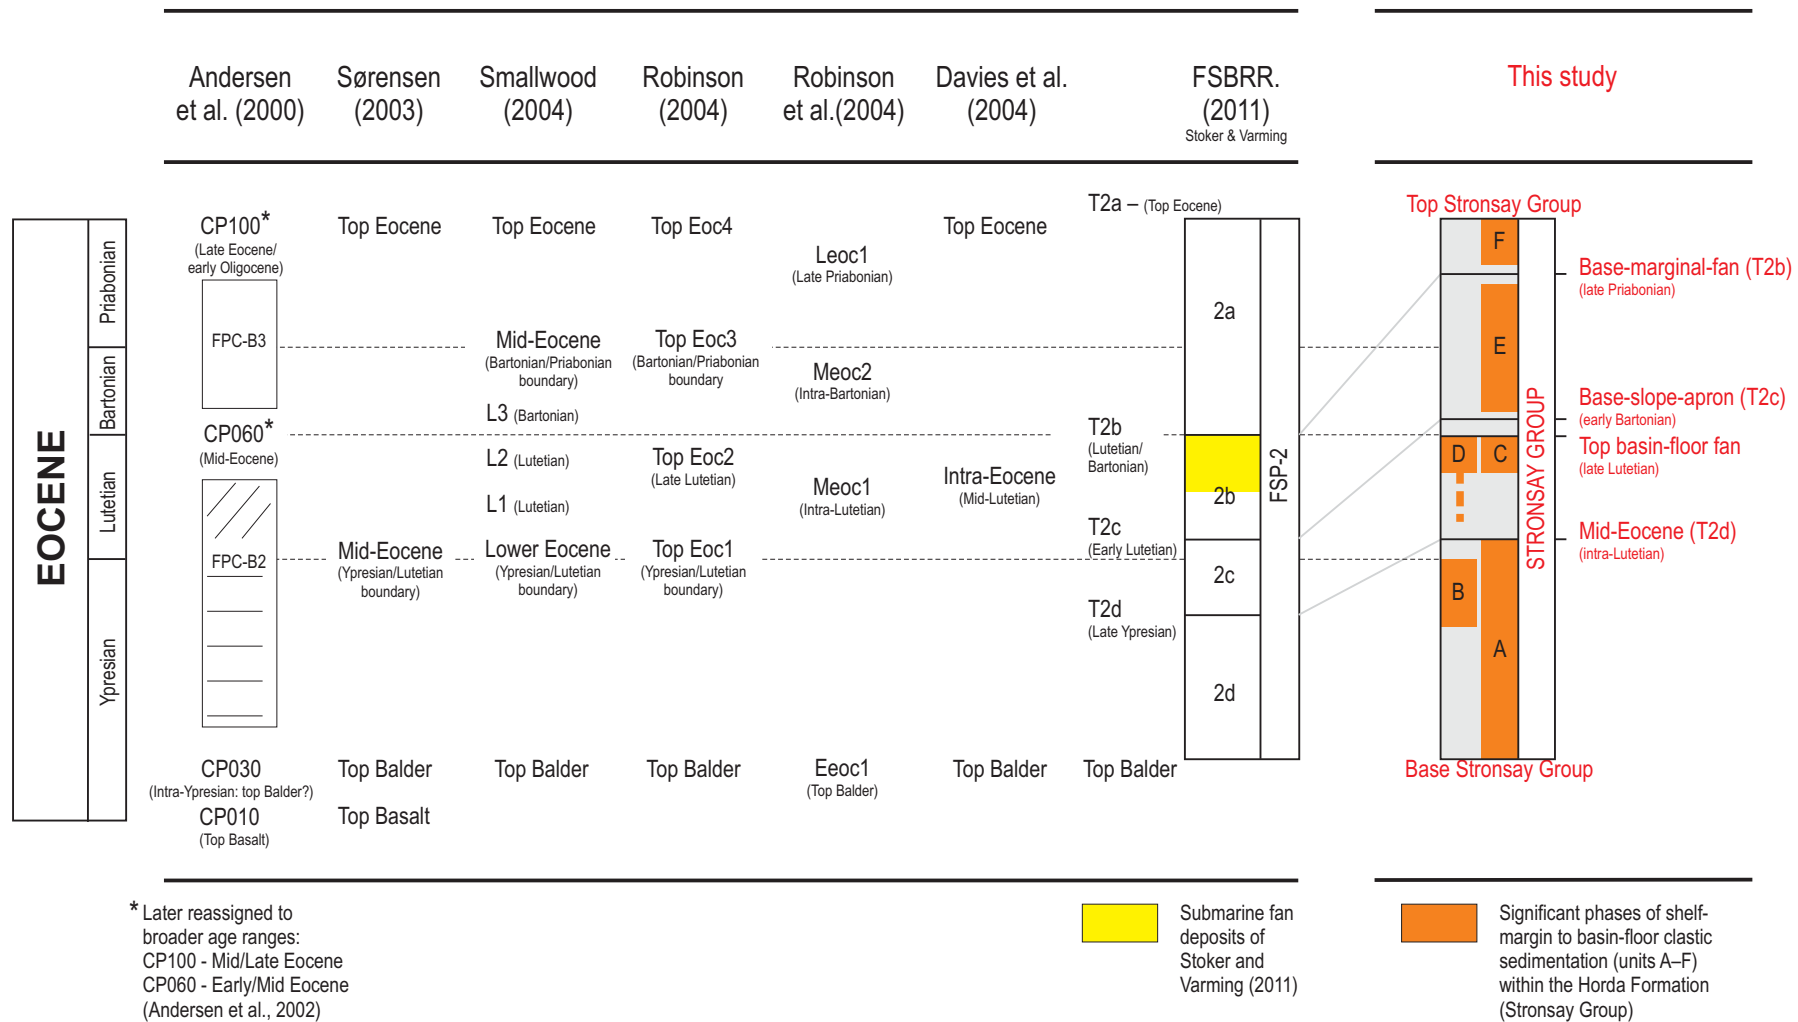 Andersen
et al. (2000)
Sørensen
(2003)
Smallwood
(2004)
Robinson
(2004)
Robinson
et al.(2004)
Davies et al.
(2004)
FSBRR.
(2011)
Stoker & Varming
This study
EOCENE
Priabonian
Bartonian
Lutetian
Ypresian
CP100*
(Late Eocene/
early Oligocene)
FPC-B3
CP060*
(Mid-Eocene)
FPC-B2
CP030
(Intra-Ypresian: top Balder?)
CP010
(Top Basalt)
Top Eocene
Mid-Eocene
(Ypresian/Lutetian
boundary)
Top Balder
Top Basalt
Top Eocene
Mid-Eocene
(Bartonian/Priabonian
boundary)
L3 (Bartonian)
L2 (Lutetian)
L1 (Lutetian)
Lower Eocene
(Ypresian/Lutetian
boundary)
Top Balder
Top Eoc4
Top Eoc3
(Bartonian/Priabonian
boundary
Top Eoc2
(Late Lutetian)
Top Eoc1
(Ypresian/Lutetian
boundary)
Top Balder
Leoc1
(Late Priabonian)
Meoc2
(Intra-Bartonian)
Meoc1
(Intra-Lutetian)
Eeoc1
(Top Balder)
Top Eocene
Intra-Eocene
(Mid-Lutetian)
Top Balder
T2a – (Top Eocene)
T2b
(Lutetian/
Bartonian)
T2c
(Early Lutetian)
T2d
(Late Ypresian)
Top Balder
2a
2b
2c
2d
FSP-2
Top Stronsay Group
F
E
D
C
B
A
STRONSAY GROUP
Base Stronsay Group
Base-marginal-fan (T2b)
(late Priabonian)
Base-slope-apron (T2c)
(early Bartonian)
Top basin-floor fan
(late Lutetian)
Mid-Eocene (T2d)
(intra-Lutetian)
* Later reassigned to
broader age ranges:
CP100 - Mid/Late Eocene
CP060 - Early/Mid Eocene
(Andersen et al., 2002)
Submarine fan
deposits of
Stoker and
Varming (2011)
Significant phases of shelf-
margin to basin-floor clastic
sedimentation (units A–F)
within the Horda Formation
(Stronsay Group)